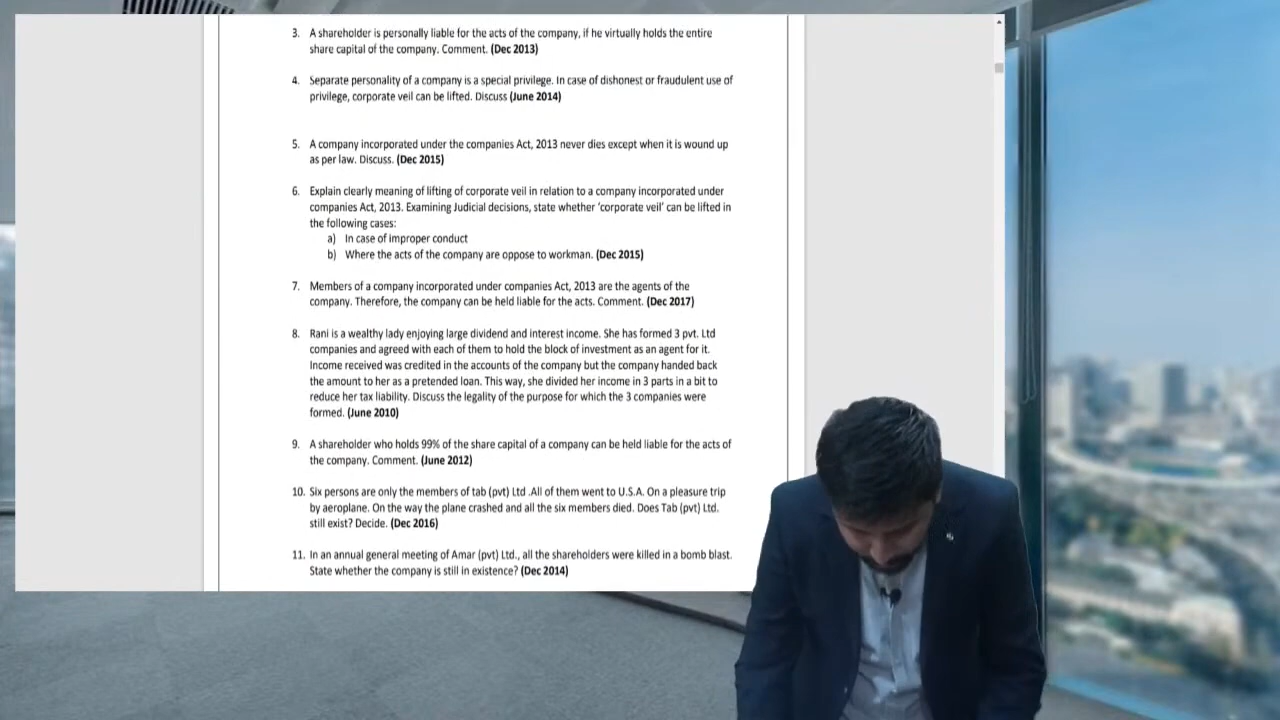 3. A shareholder is personally liable for the acts of the company, if he virtually holds the entire
share capital of the company. Comment. (Dec 2013)
4. Separate personality of a company is a special privilege. In case of dishonest or fraudulent use of
privilege, corporate veil can be lifted. Discuss (June 2014)
5. A company incorporated under the companies Act, 2013 never dies except when it is wound up
as per law. Discuss. (Dec 2015)
6. Explain clearly meaning of lifting of corporate veil in relation to a company incorporated under
companies Act, 2013. Examining Judicial decisions, state whether 'corporate veil' can be lifted in
the following cases:
a) In case of improper conduct
b) Where the acts of the company are oppose to workman. (Dec 2015)
7. Members of a company incorporated under companies Act, 2013 are the agents of the
company. Therefore, the company can be held liable for the acts. Comment. (Dec 2017)
8. Rani is a wealthy lady enjoying large dividend and interest income. She has formed 3 pvt. Ltd
companies and agreed with each of them to hold the block of investment as an agent for it.
Income received was credited in the accounts of the company but the company handed back
the amount to her as a pretended loan. This way, she divided her income in 3 parts in a bit to
reduce her tax liability. Discuss the legality of the purpose for which the 3 companies were
formed. (June 2010)
9. A shareholder who holds 99% of the share capital of a company can be held liable for the acts of
the company. Comment. (June 2012)
10. Six persons are only the members of tab (pvt) Ltd .All of them went to U.S.A. On a pleasure trip
by aeroplane. On the way the plane crashed and all the six members died. Does Tab (pvt) Ltd.
still exist? Decide. (Dec 2016)
11. In an annual general meeting of Amar (pvt) Ltd., all the shareholders were killed in a bomb blast.
State whether the company is still in existence? (Dec 2014)